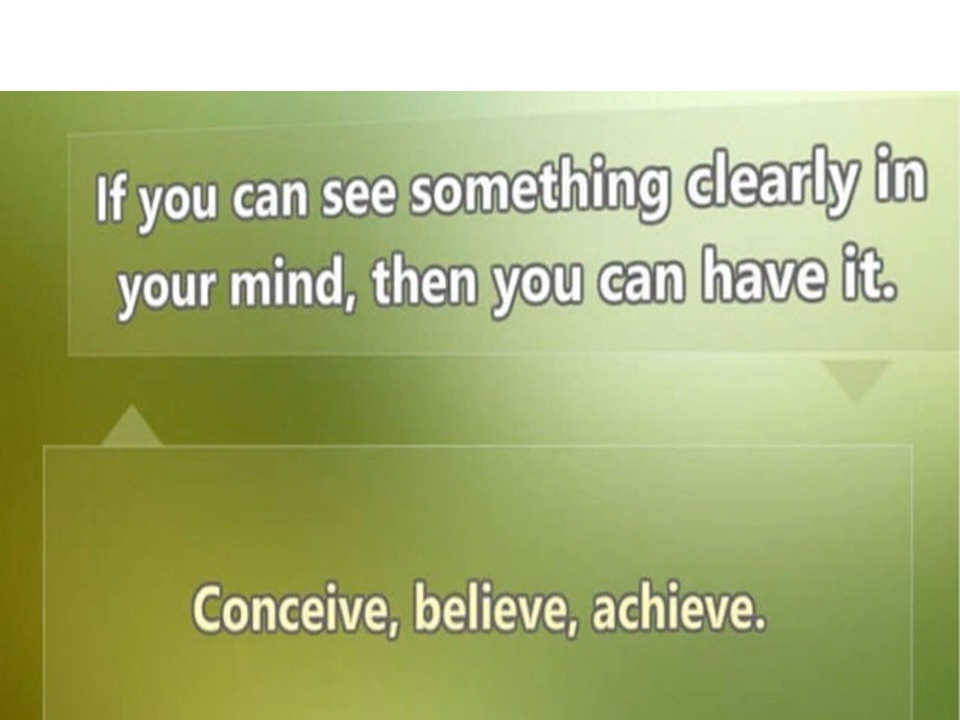 If you can see something clearly in
your mind, then you can have it.
Conceive, believe, achieve.